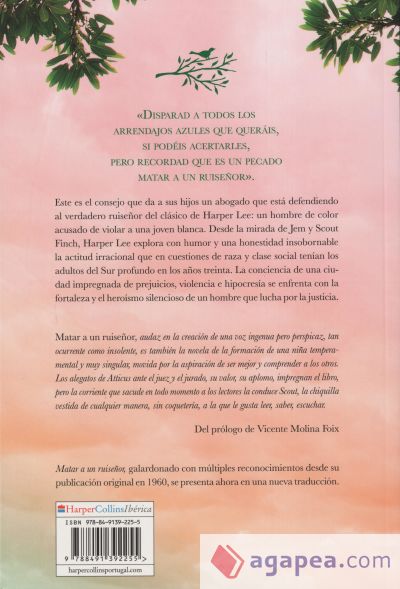 «DISPARAD A TODOS LOS
ARRENDAJOS AZULES QUE QUERÁIS,
SI PODÉIS ACERTARLES,
PERO RECORDAD QUE ES UN PECADO
MATAR A UN RUISEÑOR».
Este es el consejo que da a sus hijos un abogado que está defendiendo
al verdadero ruiseñor del clásico de Harper Lee: un hombre de color
acusado de violar a una joven blanca. Desde la mirada de Jem y Scout
Finch, Harper Lee explora con humor y una honestidad insobornable
la actitud irracional que en cuestiones de raza y clase social tenían los
adultos del Sur profundo en los años treinta. La conciencia de una ciu-
dad impregnada de prejuicios, violencia e hipocresía se enfrenta con la
fortaleza y el heroísmo silencioso de un hombre que lucha por la justicia.
Matar a un ruiseñor, audaz en la creación de una voz ingenua pero perspicaz, tan
ocurrente como insolente, es también la novela de la formación de una niña tempera-
mental y muy singular, movida por la aspiración de ser mejor y comprender a los otros.
Los alegatos de Atticus ante el juez y el jurado, su valor, su aplomo, impregnan el libro,
pero la corriente que sacude en todo momento a los lectores la conduce Scout, la chiquilla
vestida de cualquier manera, sin coquetería, a la que le gusta leer, saber, escuchar.
Del prólogo de Vicente Molina Foix
Matar a un ruiseñor, galardonado con múltiples reconocimientos desde su
publicación original en 1960, se presenta ahora en una nueva traducción.
HarperCollins Ibérica
ISBN 978-84-9139-225-5
9 788491 392255 >
harpercollinsportugal.com
agapea.com